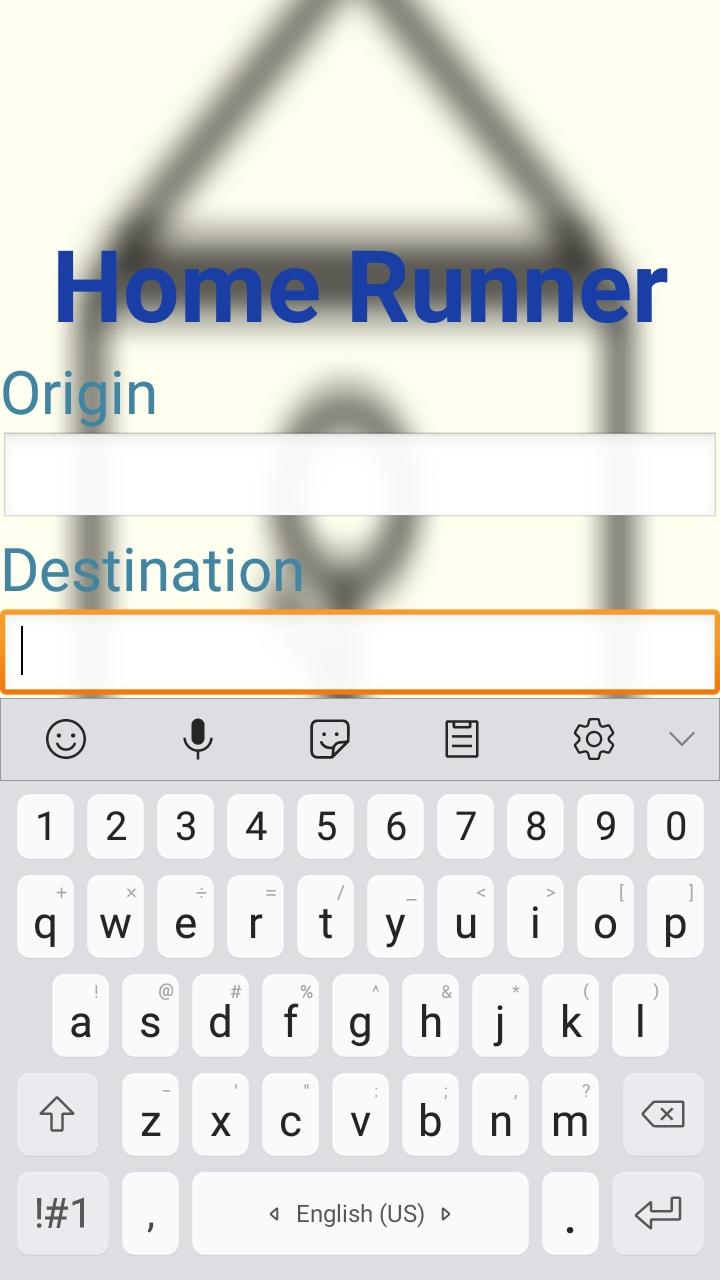 Home Runner
Origin
Destination
1 2 3 4 5 6 7 8 9 0
+ × ÷ = / _ < > [ ]
q w e r t y u i o p
! @ # % ^ & * ( )
a s d f g h j k l
- ' " : ; , ?
z x c v b n m
!#1 , English (US) .